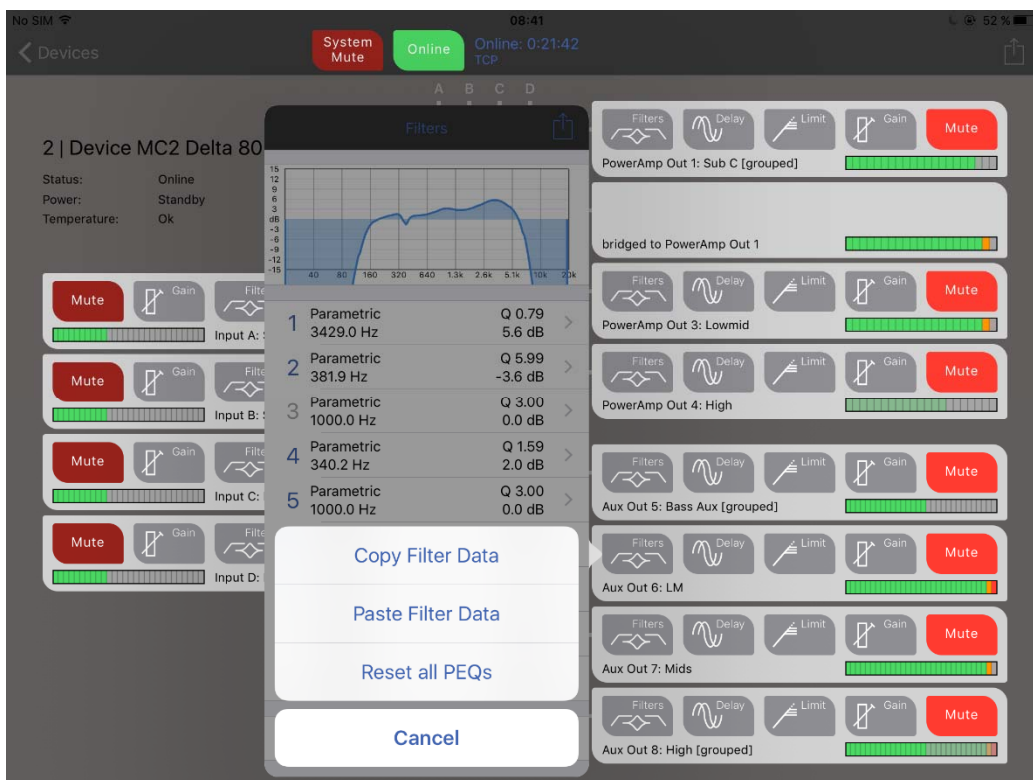 No SIM 08:41 52 %
Devices System Mute Online Online: 0:21:42 TCP
A B C D
2 | Device MC2 Delta 80
Status: Online
Power: Standby
Temperature: Ok
Mute Gain Filte
Input A:
Mute Gain Filte
Input B:
Mute Gain Filte
Input C:
Mute Gain Filte
Input D:
Filters
15
12
9
6
3
dB
-3
-6
-9
-12
-15
40 80 160 320 640 1.3k 2.6k 5.1k 10k 20k
1 Parametric Q 0.79
3429.0 Hz 5.6 dB
2 Parametric Q 5.99
381.9 Hz -3.6 dB
3 Parametric Q 3.00
1000.0 Hz 0.0 dB
4 Parametric Q 1.59
340.2 Hz 2.0 dB
5 Parametric Q 3.00
1000.0 Hz 0.0 dB
Copy Filter Data
Paste Filter Data
Reset all PEQs
Cancel
Filters Delay Limit Gain Mute
PowerAmp Out 1: Sub C [grouped]
bridged to PowerAmp Out 1
Filters Delay Limit Gain Mute
PowerAmp Out 3: Lowmid
Filters Delay Limit Gain Mute
PowerAmp Out 4: High
Filters Delay Limit Gain Mute
Aux Out 5: Bass Aux [grouped]
Filters Delay Limit Gain Mute
Aux Out 6: LM
Filters Delay Limit Gain Mute
Aux Out 7: Mids
Filters Delay Limit Gain Mute
Aux Out 8: High [grouped]